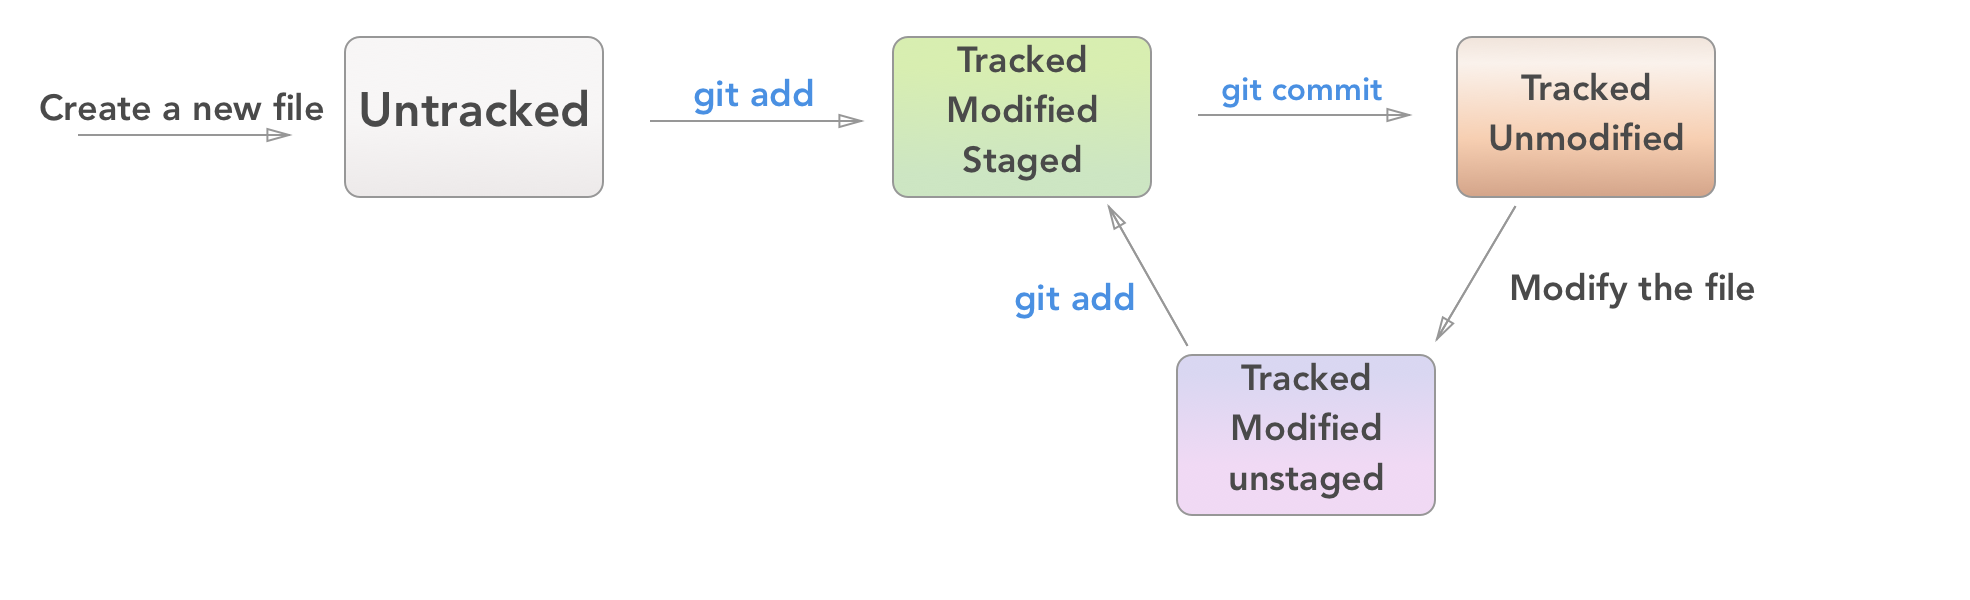 Create a new file
Untracked
git add
Tracked
Modified
Staged
git commit
Tracked
Unmodified
git add
Modify the file
Tracked
Modified
unstaged